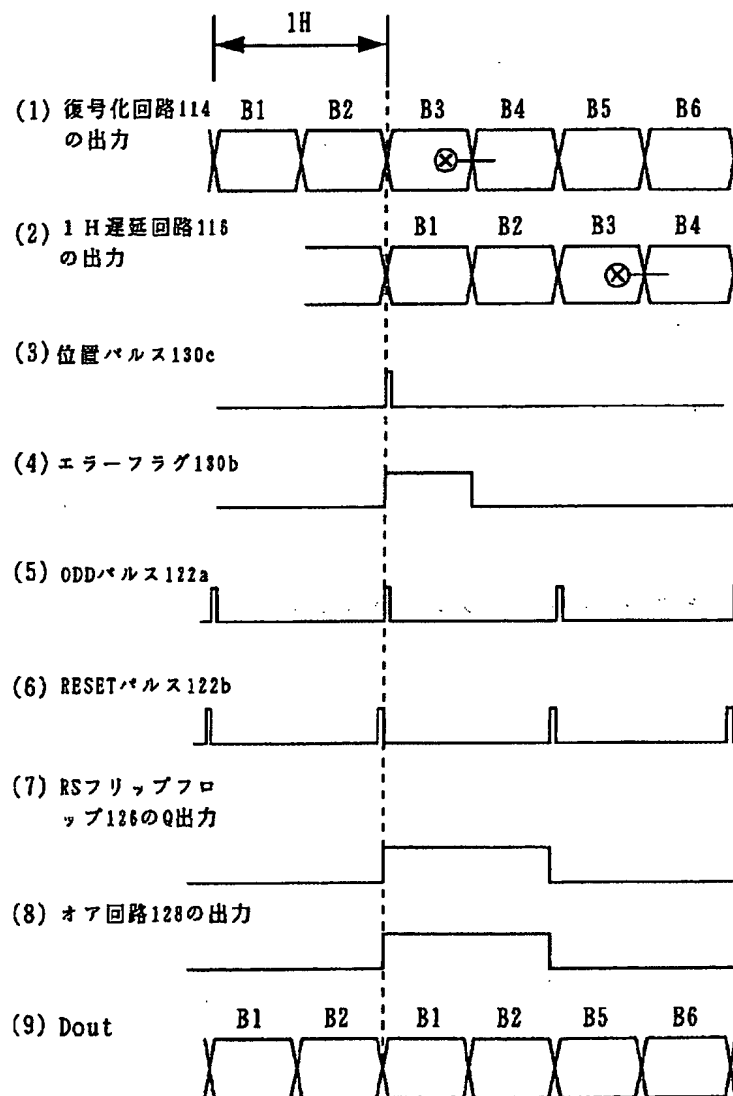 1H
(1) 復号化回路114
の出力
B1 B2 B3 B4 B5 B6
(2) 1H遅延回路116
の出力
B1 B2 B3 B4
(3) 位置パルス130c
(4) エラーフラグ130b
(5) ODDパルス122a
(6) RESETパルス122b
(7) RSフリップフロ
ップ126のQ出力
(8) オア回路128の出力
(9) Dout
B1 B2 B1 B2 B5 B6